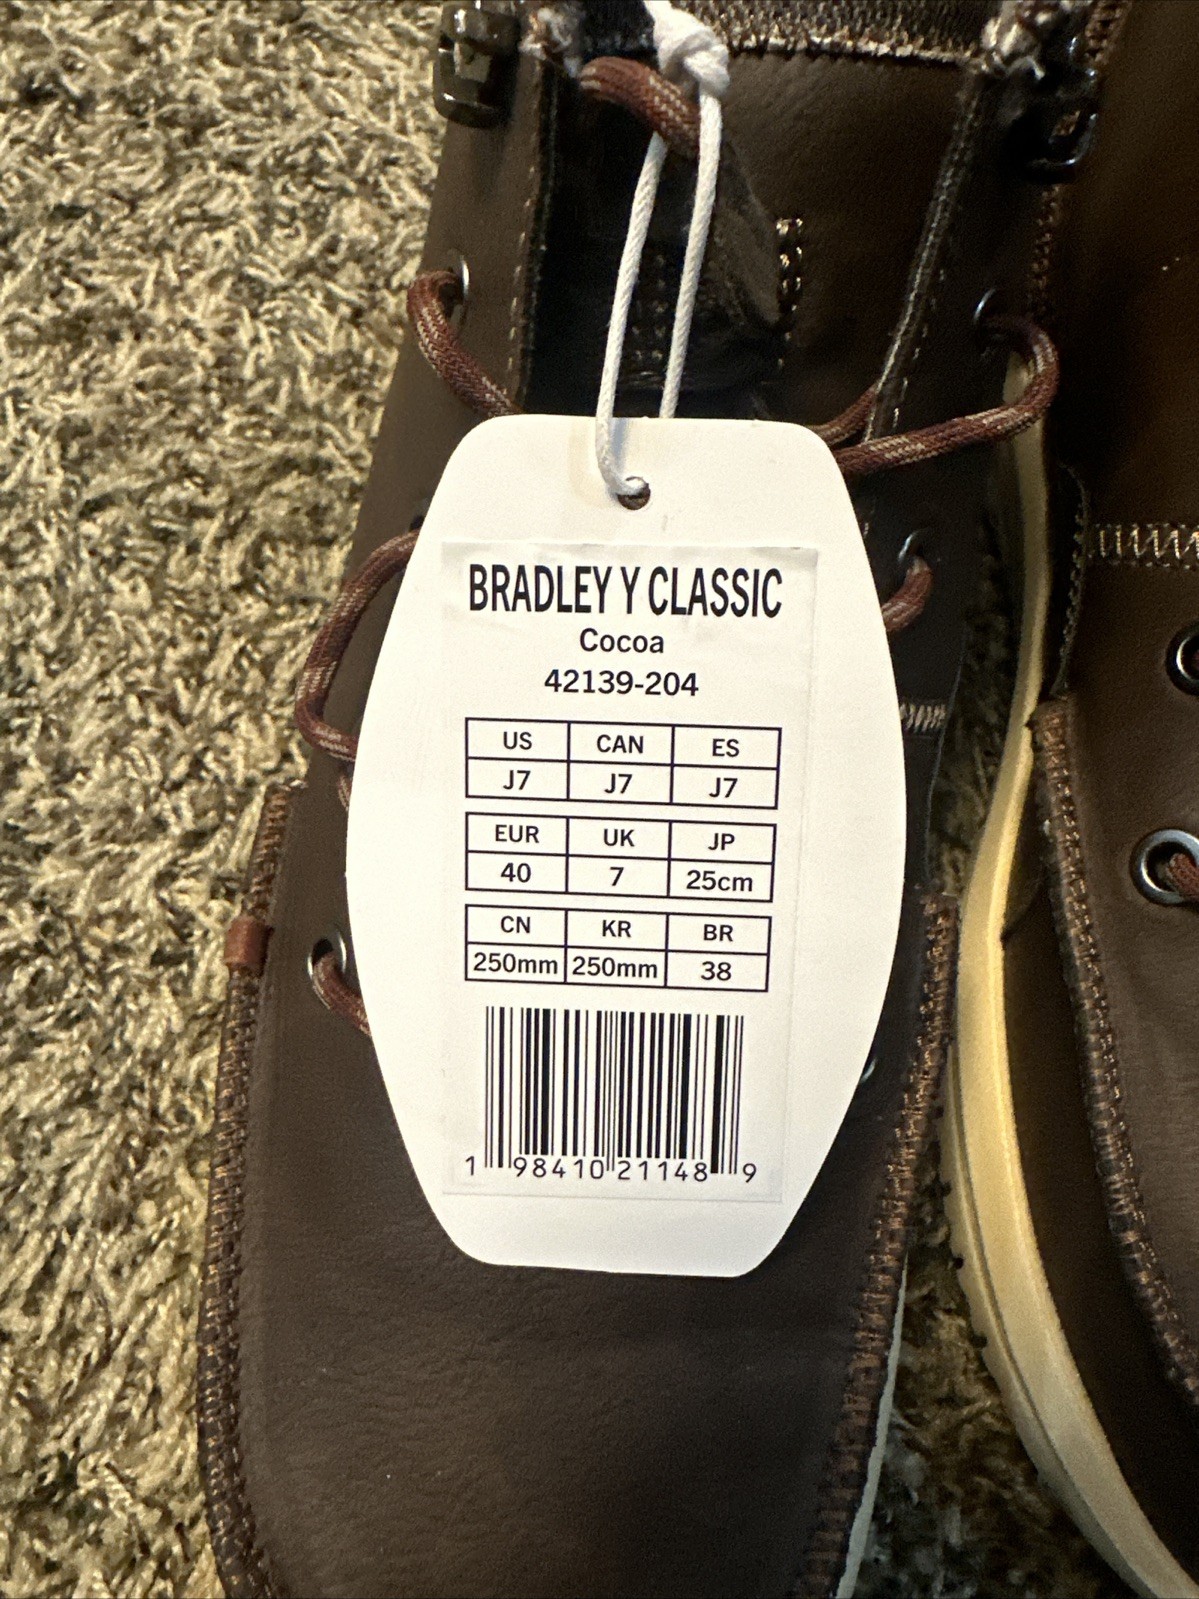 BRADLEY Y CLASSIC
Cocoa
42139-204
US CAN ES
J7 J7 J7
EUR UK JP
40 7 25cm
CN KR BR
250mm 250mm 38
1 98410 21148 9